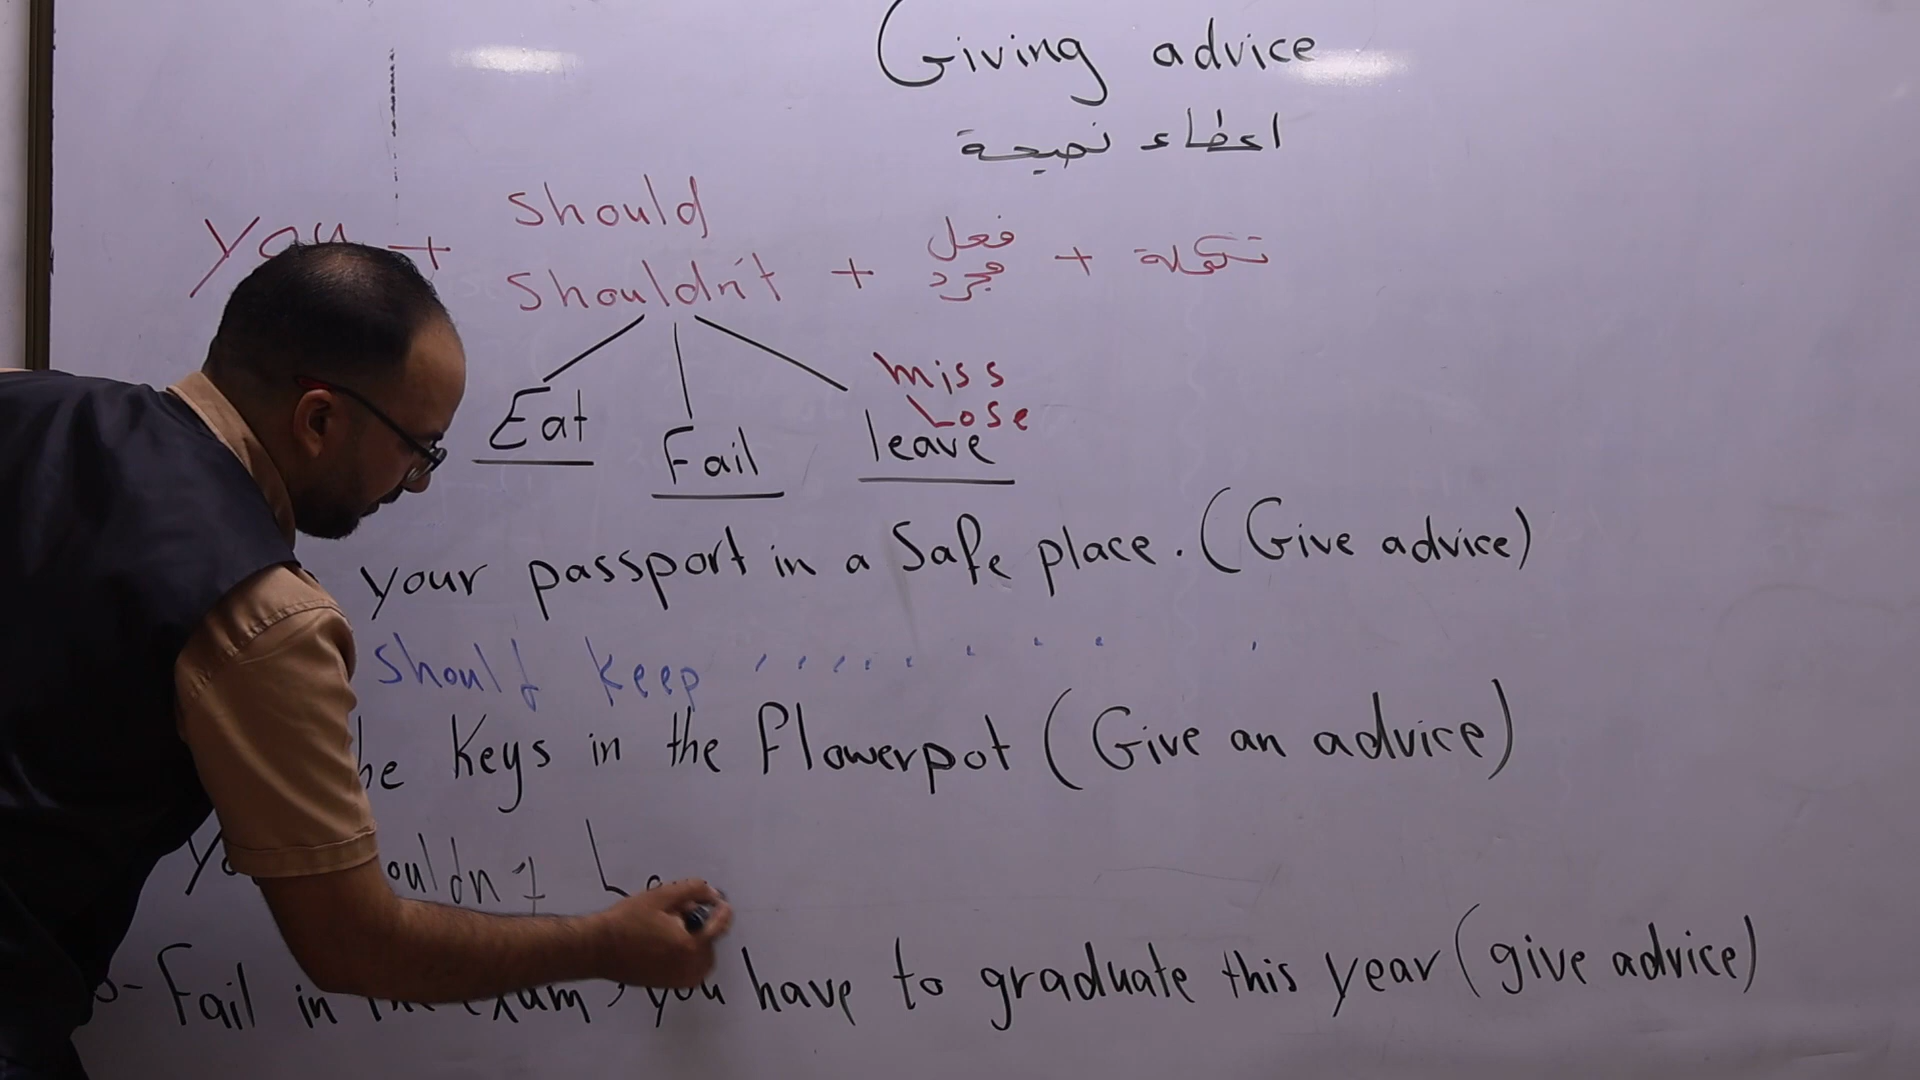 Giving advice
اعطاء نصيحة
You + should shouldn't + فعل مجرد + تكملة
Eat Fail leave miss Lose
your passport in a safe place. (Give advice)
should keep
Keys in the flowerpot (Give an advice)
Fail in the exam, you have to graduate this year (give advice)